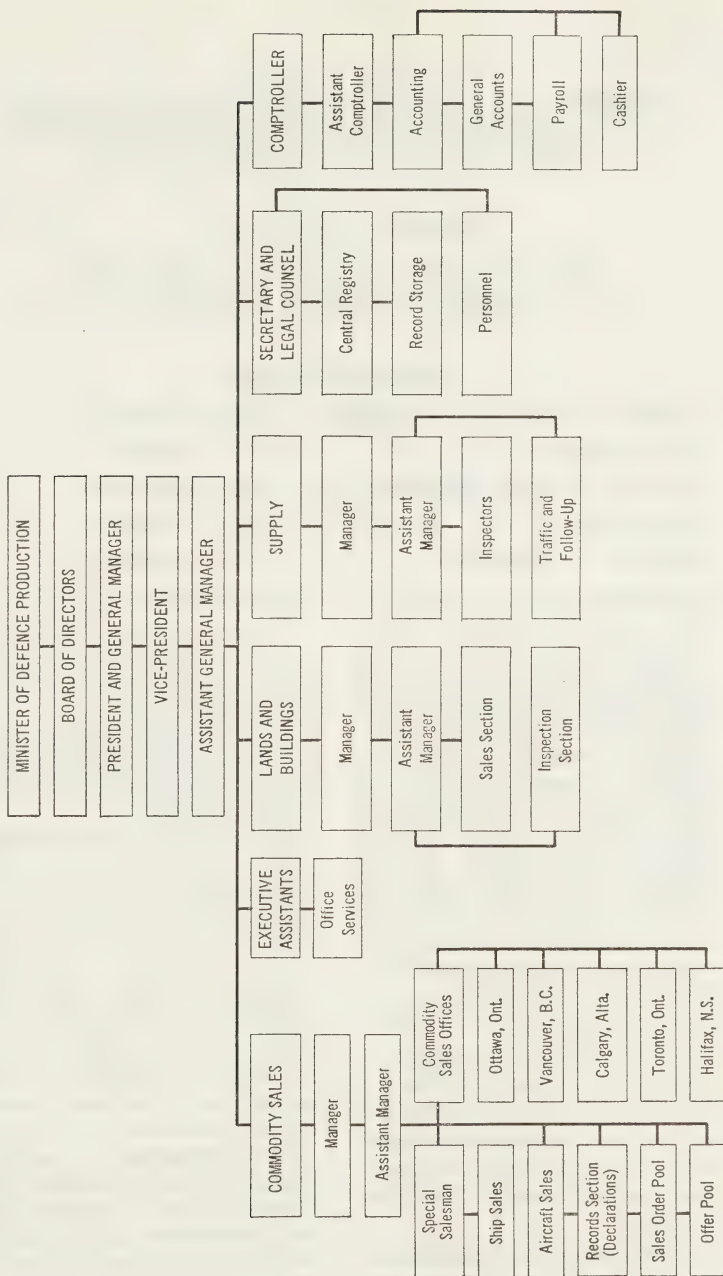 MINISTER OF DEFENCE PRODUCTION
BOARD OF DIRECTORS
PRESIDENT AND GENERAL MANAGER
VICE-PRESIDENT
ASSISTANT GENERAL MANAGER
COMMODITY SALES
Manager
Assistant Manager
Special
Salesman
Ship Sales
Aircraft Sales
Records Section
(Declarations)
Sales Order Pool
Offer Pool
Commodity
Sales Offices
Ottawa, Ont.
Vancouver, B.C.
Calgary, Alta.
Toronto, Ont.
Halifax, N.S.
EXECUTIVE
ASSISTANTS
Office
Services
LANDS AND
BUILDINGS
Manager
Assistant
Manager
Sales Section
Inspection
Section
SUPPLY
Manager
Assistant
Manager
Inspectors
Traffic and
Follow-Up
SECRETARY AND
LEGAL COUNSEL
Central Registry
Record Storage
Personnel
COMPTROLLER
Assistant
Comptroller
Accounting
General
Accounts
Payroll
Cashier